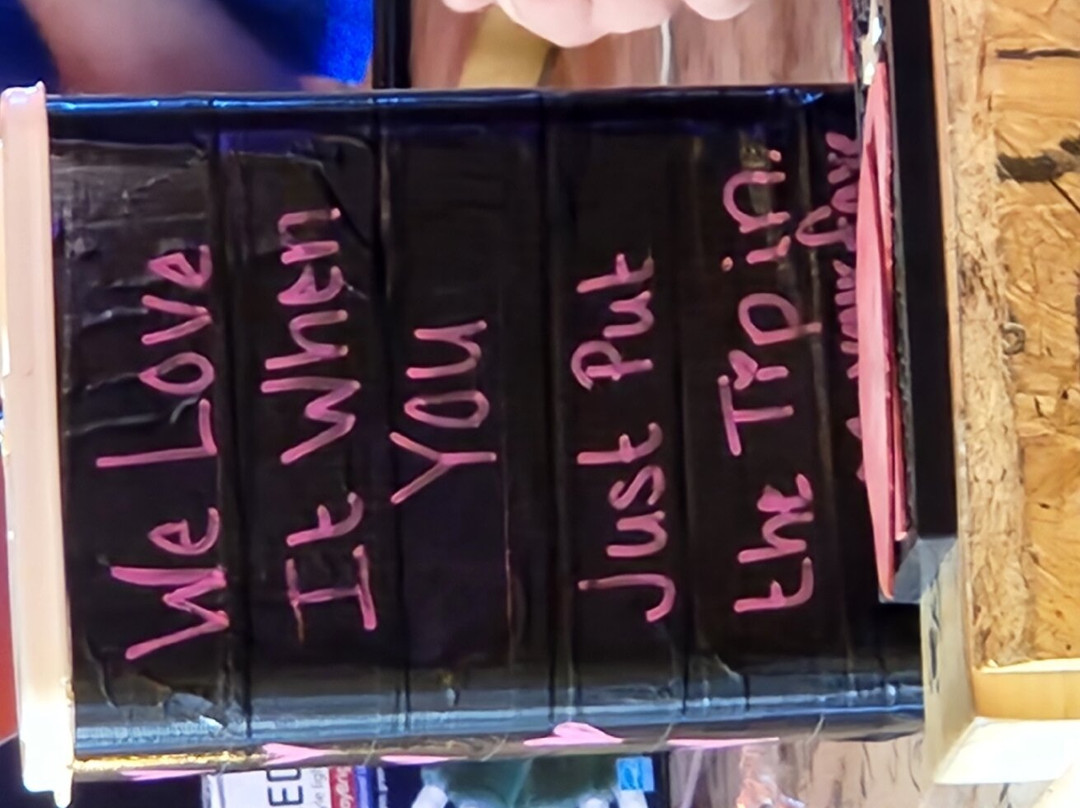 We Love
It When
You
Just Put
the Tip in.